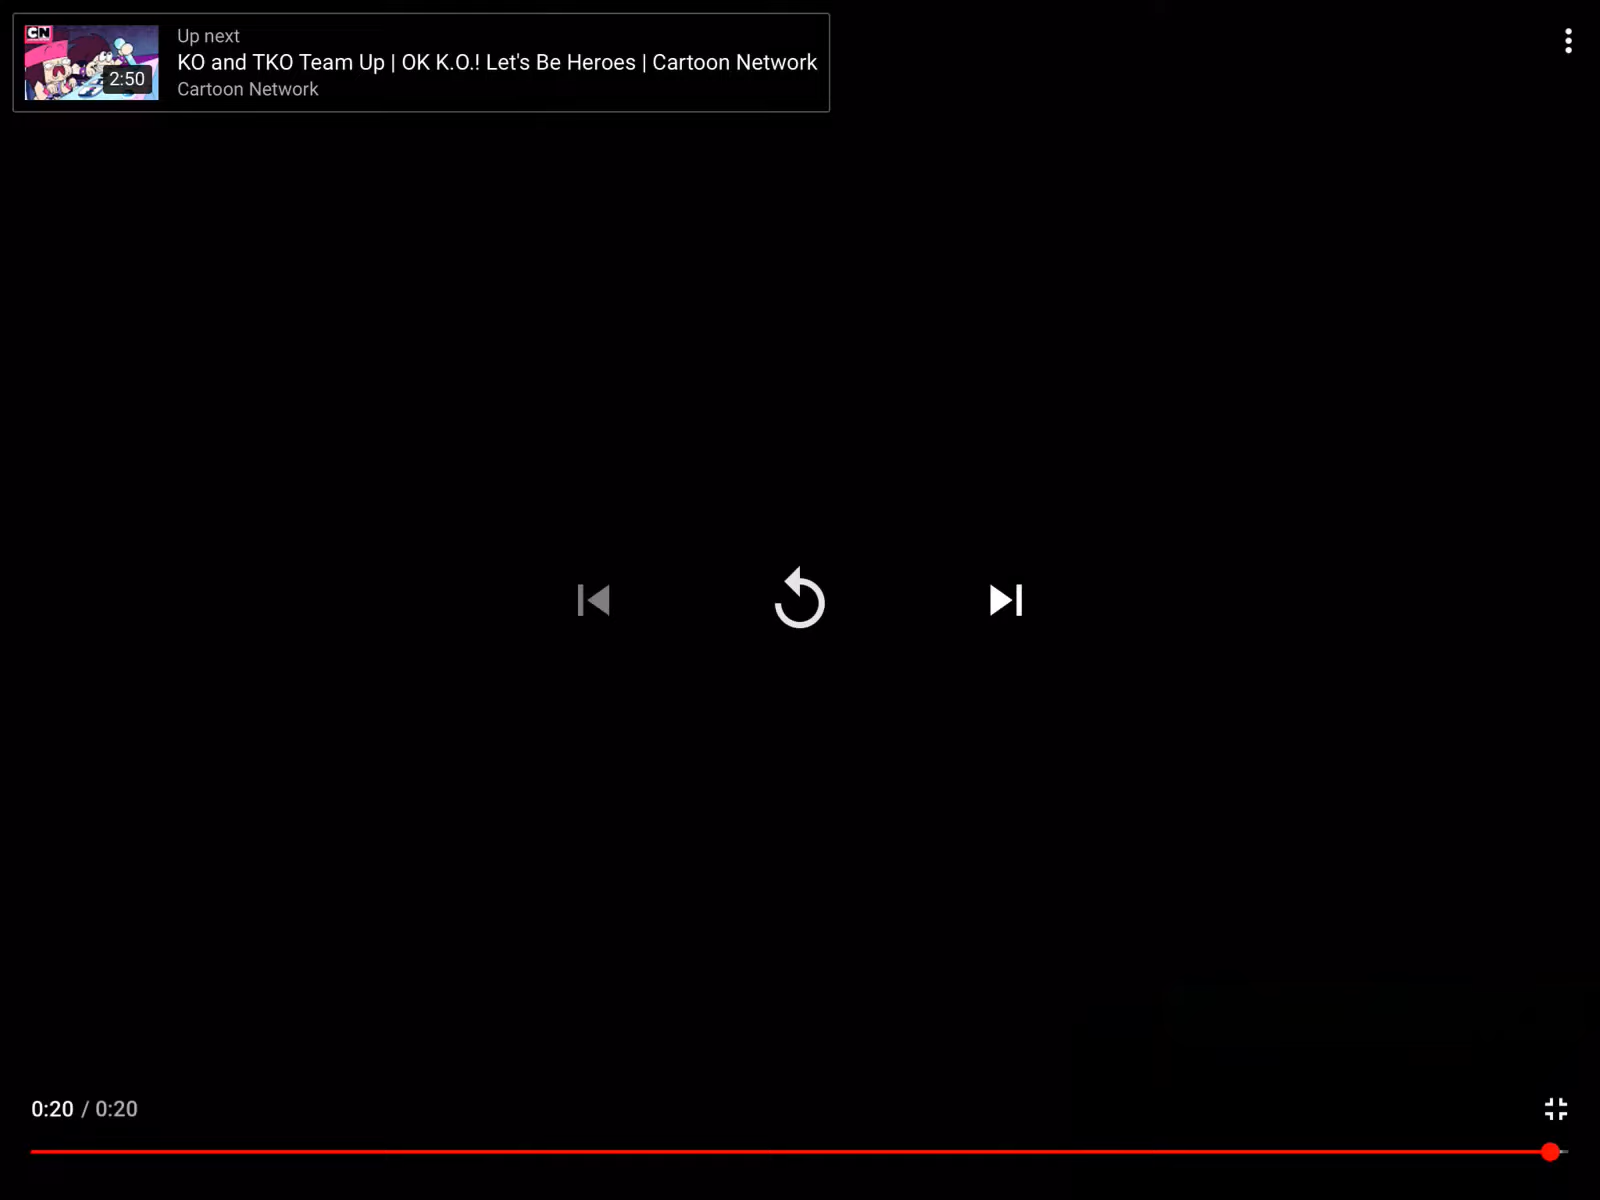 CN
2:50
Up next
KO and TKO Team Up | OK K.O.! Let's Be Heroes | Cartoon Network
Cartoon Network
0:20 / 0:20